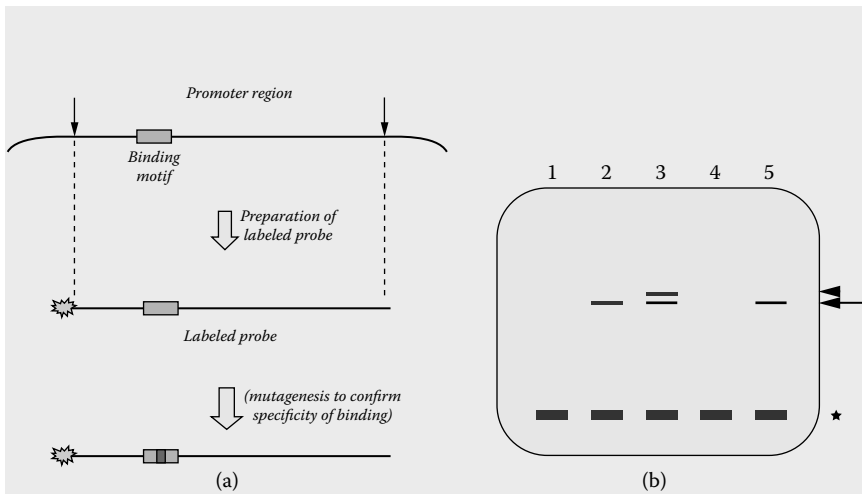 Promoter region
Binding
motif
Preparation of
labeled probe
Labeled probe
(mutagenesis to confirm
specificity of binding)
(a)
1 2 3 4 5
(b)